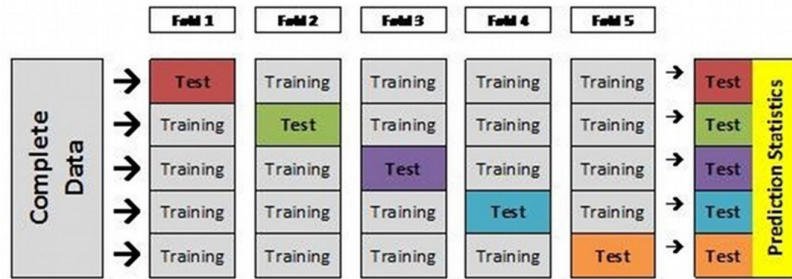 Fold 1 Fold 2 Fold 3 Fold 4 Fold 5
Complete Data
Test Training Training Training Training Test
Training Test Training Training Training Test
Training Training Test Training Training Test
Training Training Training Test Training Test
Training Training Training Training Test Test
Prediction Statistics